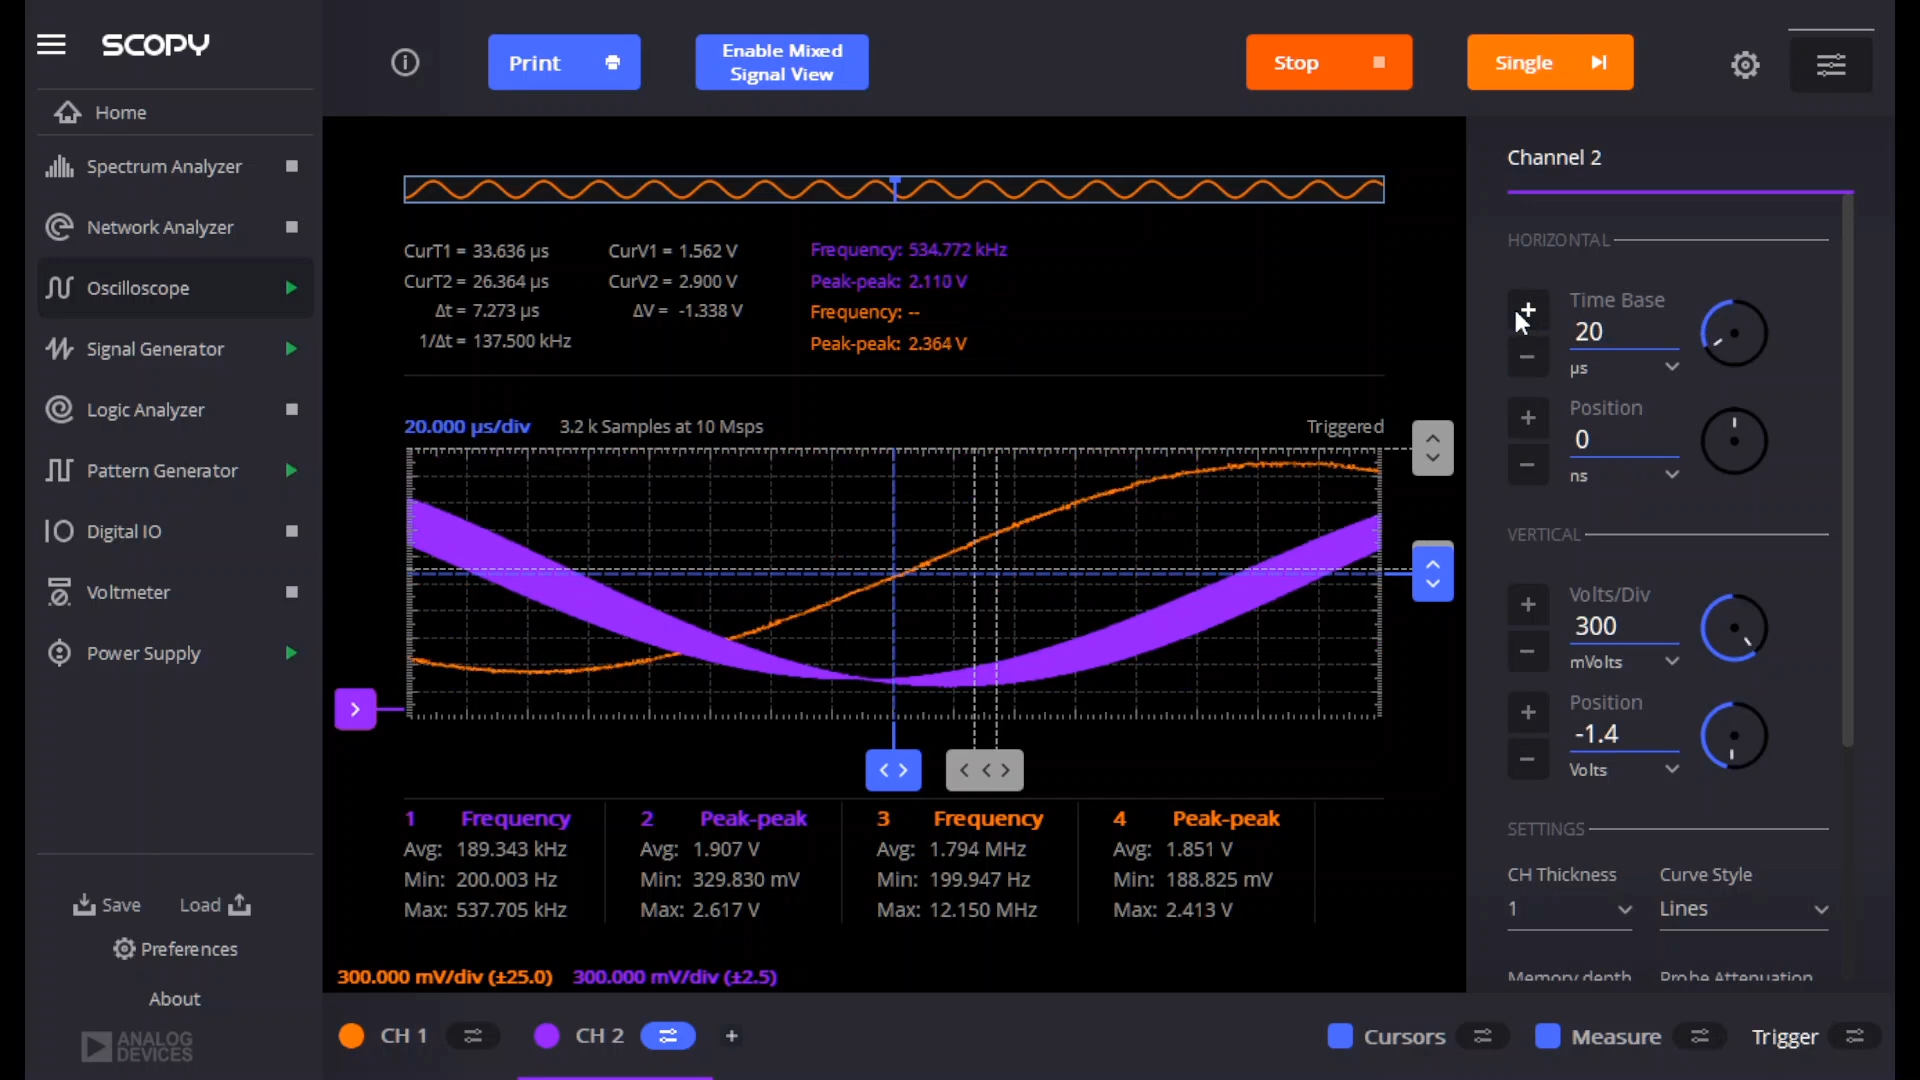 SCOPY
Print
Enable Mixed
Signal View
Stop
Single
Home
Spectrum Analyzer
Network Analyzer
Oscilloscope
Signal Generator
Logic Analyzer
Pattern Generator
Digital IO
Voltmeter
Power Supply
Save Load
Preferences
About
ANALOG
DEVICES
CurT1 = 33.636 µs CurV1 = 1.562 V Frequency: 534.772 kHz
CurT2 = 26.364 µs CurV2 = 2.900 V Peak-peak: 2.110 V
Δt = 7.273 µs ΔV = -1.338 V Frequency: --
1/Δt = 137.500 kHz Peak-peak: 2.364 V
20.000 µs/div 3.2 k Samples at 10 Msps Triggered
1 Frequency 2 Peak-peak 3 Frequency 4 Peak-peak
Avg: 189.343 kHz Avg: 1.907 V Avg: 1.794 MHz Avg: 1.851 V
Min: 200.003 Hz Min: 329.830 mV Min: 199.947 Hz Min: 188.825 mV
Max: 537.705 kHz Max: 2.617 V Max: 12.150 MHz Max: 2.413 V
300.000 mV/div (±25.0) 300.000 mV/div (±2.5)
CH 1 CH 2 +
Cursors Measure Trigger
Channel 2
HORIZONTAL
+ Time Base
20
−
µs
Position
+ 0
−
ns
VERTICAL
Volts/Div
+ 300
−
mVolts
Position
+ -1.4
−
Volts
SETTINGS
CH Thickness Curve Style
1 Lines
Memory depth Probe Attenuation